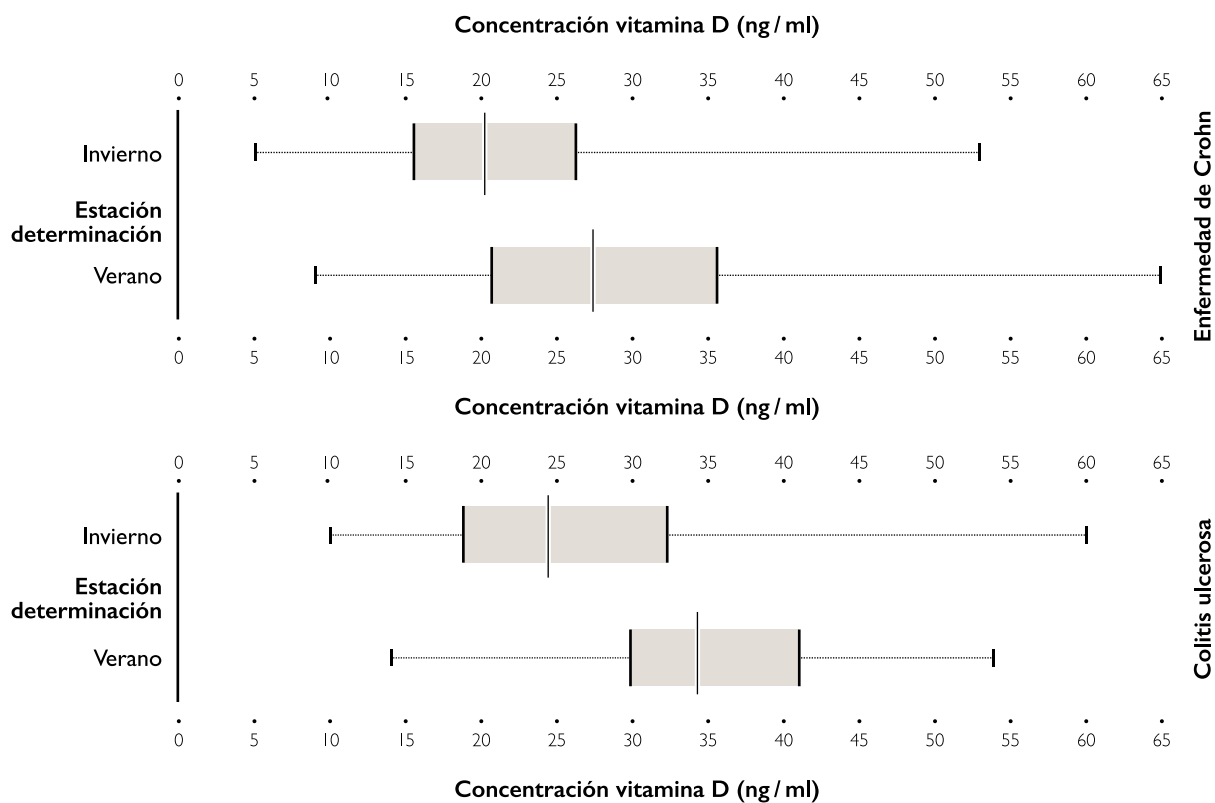 Concentración vitamina D (ng / ml)
0 5 10 15 20 25 30 35 40 45 50 55 60 65
Invierno
Estación
determinación
Verano
Enfermedad de Crohn
0 5 10 15 20 25 30 35 40 45 50 55 60 65
Concentración vitamina D (ng / ml)
0 5 10 15 20 25 30 35 40 45 50 55 60 65
Invierno
Estación
determinación
Verano
Colitis ulcerosa
0 5 10 15 20 25 30 35 40 45 50 55 60 65
Concentración vitamina D (ng / ml)